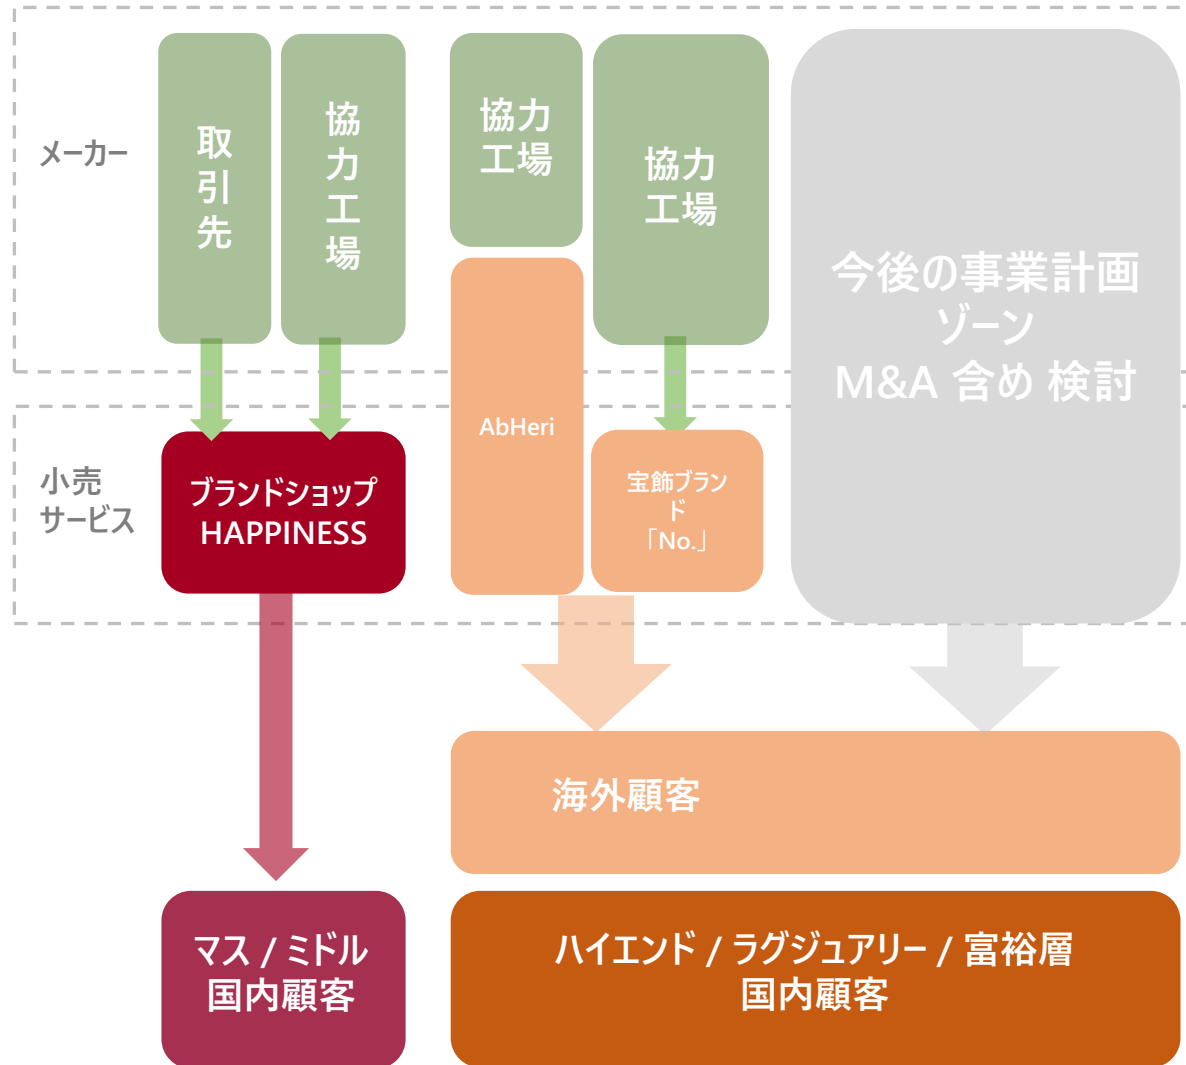 メーカー
取引先
協力工場
協力
工場
協力
工場
今後の事業計画
ゾーン
M&A 含め 検討
小売
サービス
ブランドショップ
HAPPINESS
AbHeri
宝飾ブラン
ド
「No.」
海外顧客
マス / ミドル
国内顧客
ハイエンド / ラグジュアリー / 富裕層
国内顧客